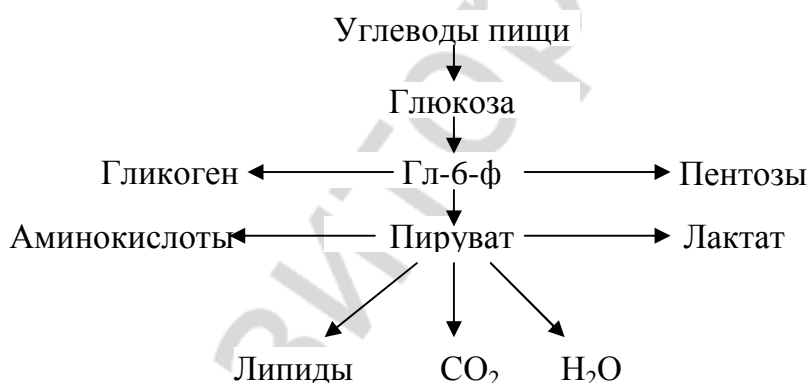 Углеводы пищи
Глюкоза
Гликоген Гл-6-ф Пентозы
Аминокислоты Пируват Лактат
Липиды CO₂ H₂O